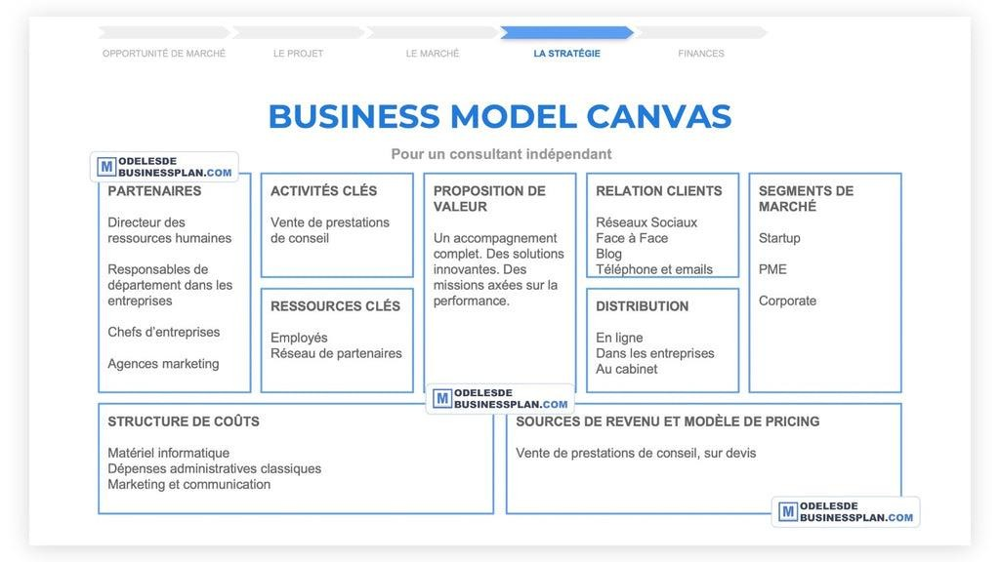 OPPORTUNITÉ DE MARCHÉ
LE PROJET
LE MARCHÉ
LA STRATÉGIE
FINANCES
BUSINESS MODEL CANVAS
Pour un consultant indépendant
MODELESDE
BUSINESSPLAN.COM
PARTENAIRES
Directeur des
ressources humaines
Responsables de
département dans les
entreprises
Chefs d'entreprises
Agences marketing
ACTIVITÉS CLÉS
Vente de prestations
de conseil
RESSOURCES CLÉS
Employés
Réseau de partenaires
PROPOSITION DE
VALEUR
Un accompagnement
complet. Des solutions
innovantes. Des
missions axées sur la
performance.
RELATION CLIENTS
Réseaux Sociaux
Face à Face
Blog
Téléphone et emails
DISTRIBUTION
En ligne
Dans les entreprises
Au cabinet
SEGMENTS DE
MARCHÉ
Startup
PME
Corporate
MODELESDE
BUSINESSPLAN.COM
STRUCTURE DE COÛTS
Matériel informatique
Dépenses administratives classiques
Marketing et communication
SOURCES DE REVENU ET MODÈLE DE PRICING
Vente de prestations de conseil, sur devis
MODELESDE
BUSINESSPLAN.COM